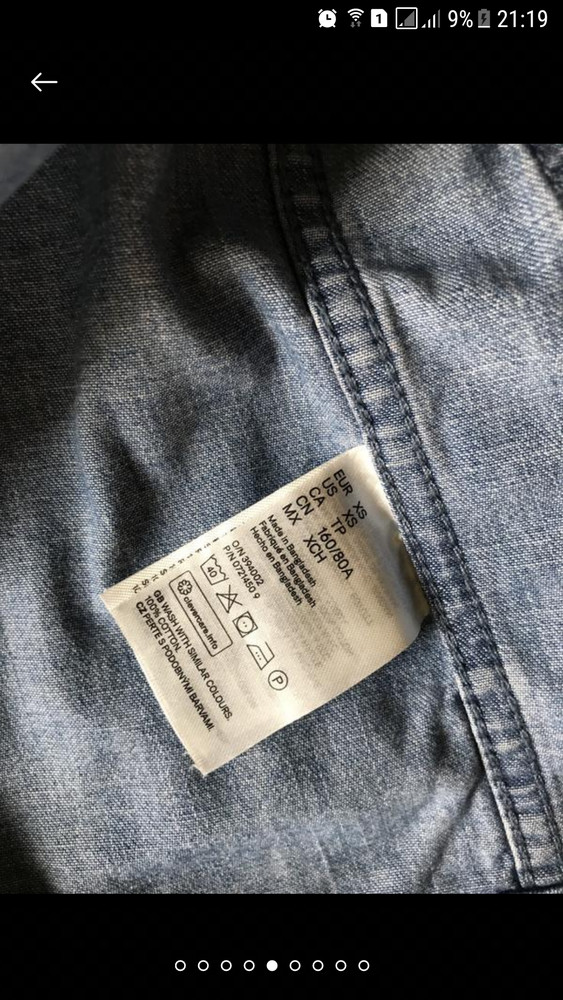 1 9% 21:19
EUR XS
US XS
CA TP
CN 160/80A
MX XCH
Made in Bangladesh
Fabriqué en Bangladesh
Hecho en Bangladesh
O/N 394002
P/N 0721450 9
P
clevercare.info
GB WASH WITH SIMILAR COLOURS.
100% COTTON.
CZ PERTE S PODOBNÝMI BARVAMI